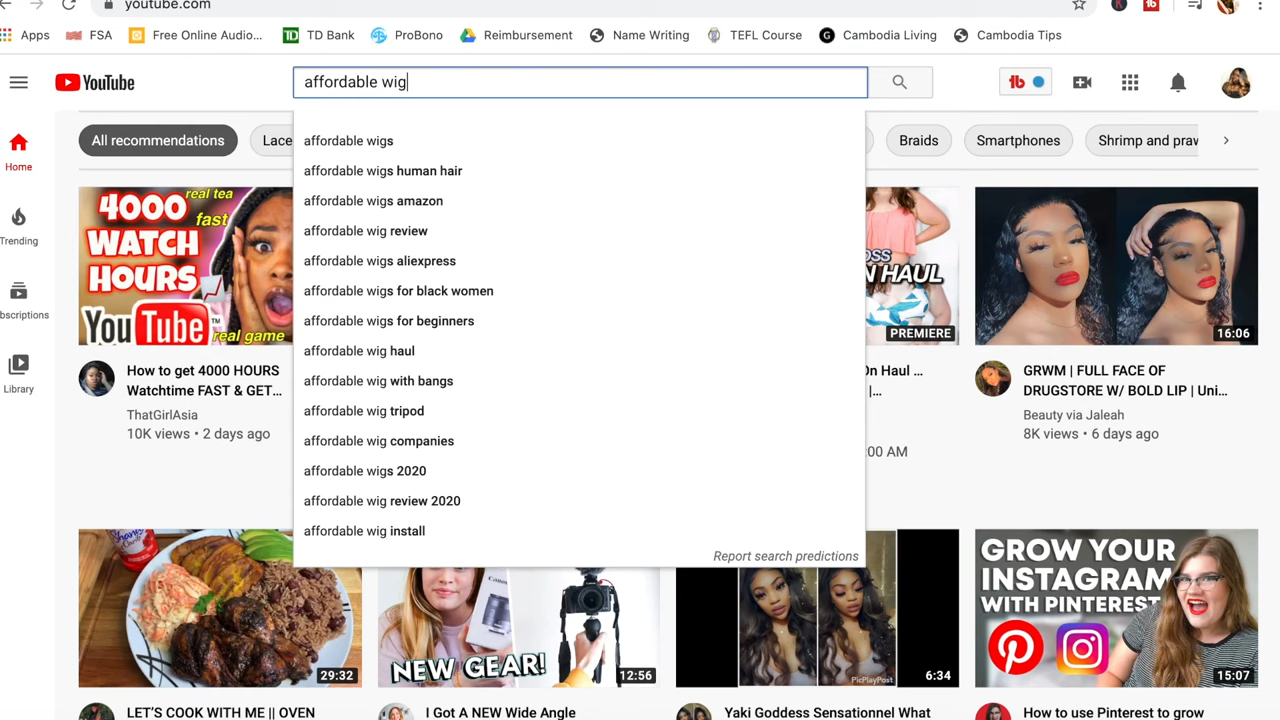 youtube.com
Apps
FSA
Free Online Audio...
TD Bank
ProBono
Reimbursement
Name Writing
TEFL Course
Cambodia Living
Cambodia Tips
YouTube
affordable wig
All recommendations
Lace
Braids
Smartphones
Shrimp and praw
Home
Trending
bscriptions
Library
affordable wigs
affordable wigs human hair
affordable wigs amazon
affordable wig review
affordable wigs aliexpress
affordable wigs for black women
affordable wigs for beginners
affordable wig haul
affordable wig with bangs
affordable wig tripod
affordable wig companies
affordable wigs 2020
affordable wig review 2020
affordable wig install
Report search predictions
4000
WATCH
HOURS
YouTube
real tea
fast
real game
How to get 4000 HOURS
Watchtime FAST & GET...
ThatGirlAsia
10K views • 2 days ago
OSS
N HAUL
PREMIERE
On Haul ...
|...
:00 AM
16:06
GRWM | FULL FACE OF
DRUGSTORE W/ BOLD LIP | Uni...
Beauty via Jaleah
8K views • 6 days ago
29:32
LET'S COOK WITH ME || OVEN
Canon
NEW GEAR!
12:56
I Got A NEW Wide Angle
PicPlayPost
6:34
Yaki Goddess Sensationnel What
GROW YOUR
INSTAGRAM
WITH PINTEREST
15:07
How to use Pinterest to grow